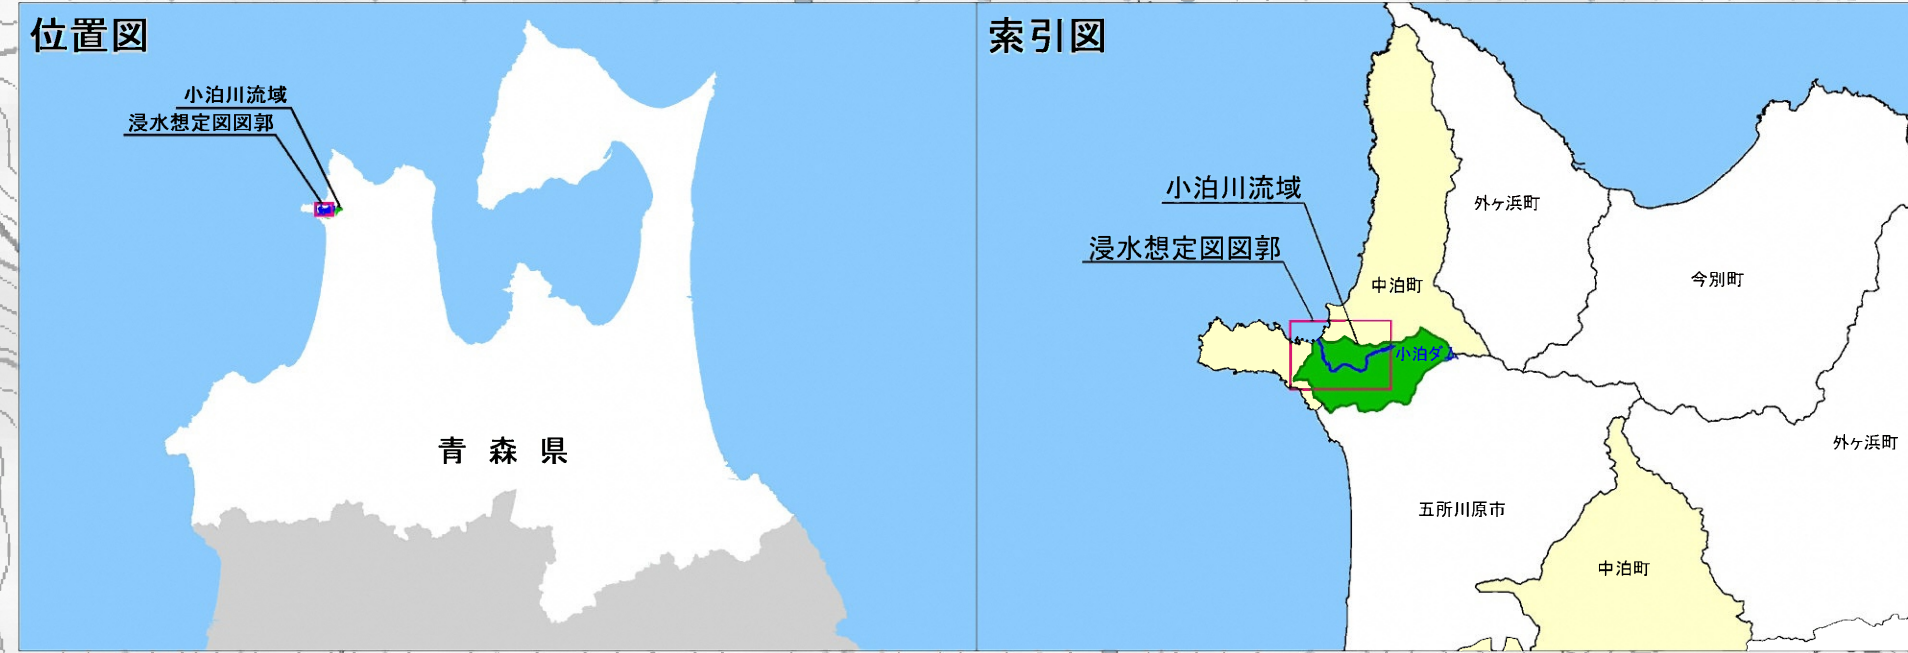 位置図
小泊川流域
浸水想定図図郭
青森県
索引図
小泊川流域
浸水想定図図郭
外ヶ浜町
今別町
中泊町
小泊ダム
外ヶ浜町
五所川原市
中泊町